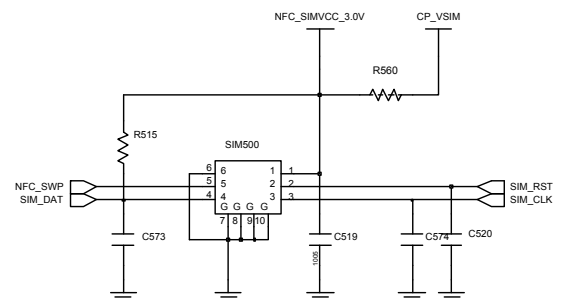 NFC_SIMVCC_3.0V CP_VSIM
R560
R515
SIM500
6 6 1 1
NFC_SWP 5 5 2 2 SIM_RST
SIM_DAT 4 4 3 3 SIM_CLK
G G G G
7 8 9 10
C573 C519 C574 C520
1005